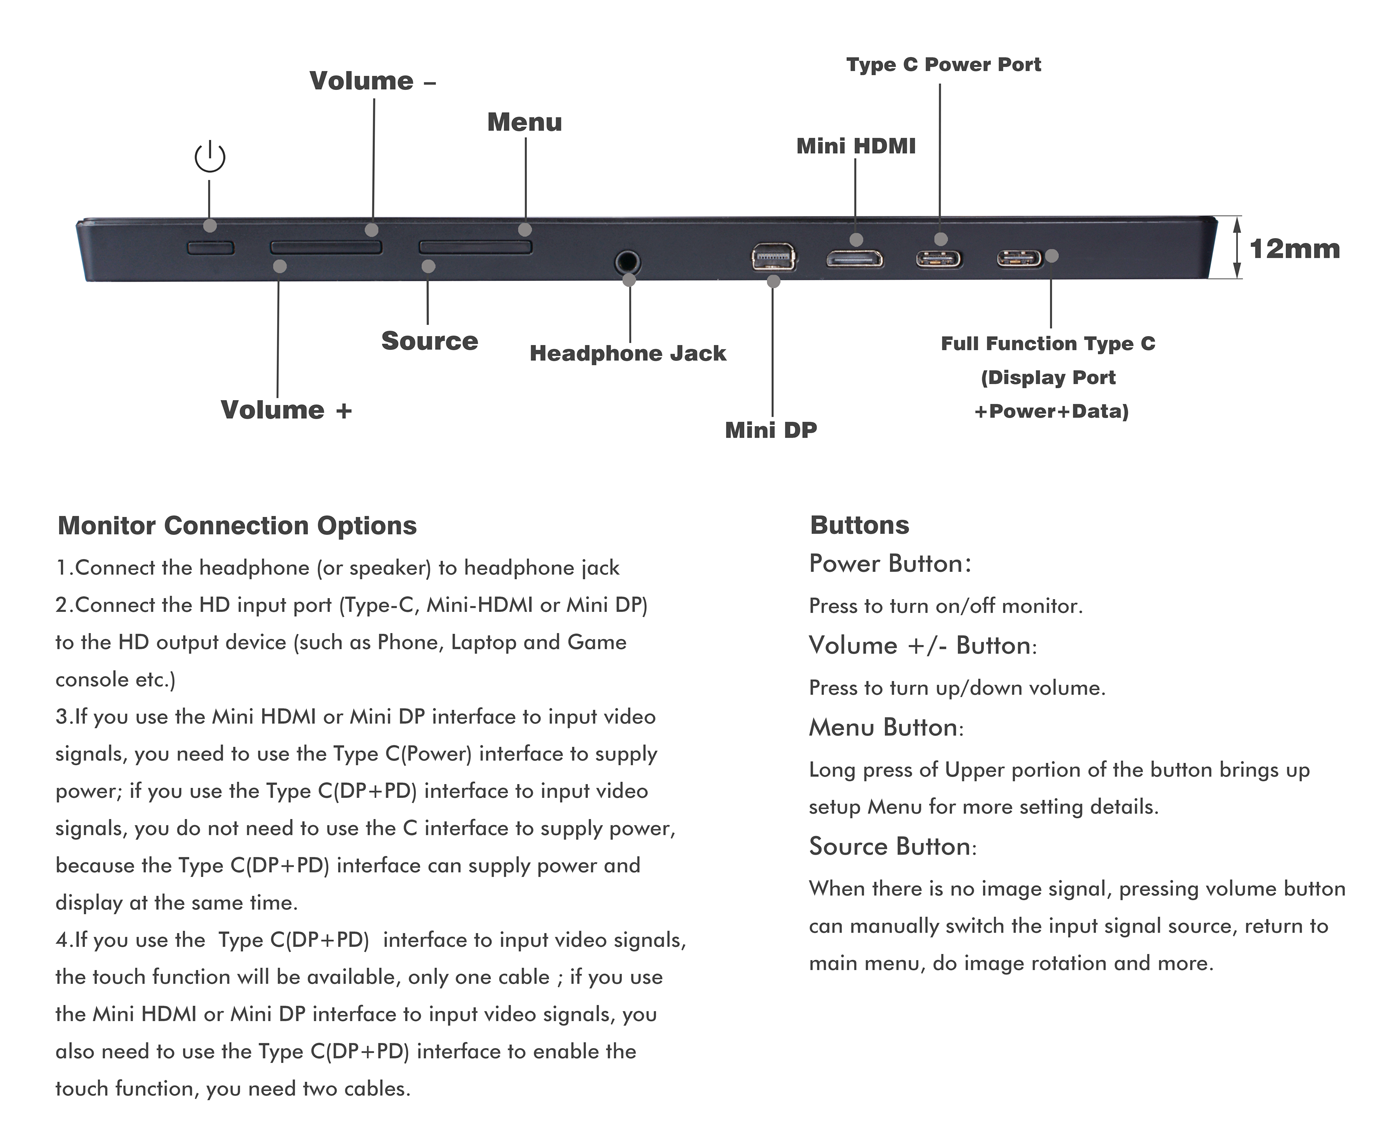 Type C Power Port
Volume –
Menu
Mini HDMI
12mm
Source
Full Function Type C
Headphone Jack
(Display Port
Volume +
+Power+Data)
Mini DP
Monitor Connection Options
1.Connect the headphone (or speaker) to headphone jack
2.Connect the HD input port (Type-C, Mini-HDMI or Mini DP)
to the HD output device (such as Phone, Laptop and Game
console etc.)
3.If you use the Mini HDMI or Mini DP interface to input video
signals, you need to use the Type C(Power) interface to supply
power; if you use the Type C(DP+PD) interface to input video
signals, you do not need to use the C interface to supply power,
because the Type C(DP+PD) interface can supply power and
display at the same time.
4.If you use the Type C(DP+PD) interface to input video signals,
the touch function will be available, only one cable ; if you use
the Mini HDMI or Mini DP interface to input video signals, you
also need to use the Type C(DP+PD) interface to enable the
touch function, you need two cables.
Buttons
Power Button:
Press to turn on/off monitor.
Volume +/- Button:
Press to turn up/down volume.
Menu Button:
Long press of Upper portion of the button brings up
setup Menu for more setting details.
Source Button:
When there is no image signal, pressing volume button
can manually switch the input signal source, return to
main menu, do image rotation and more.